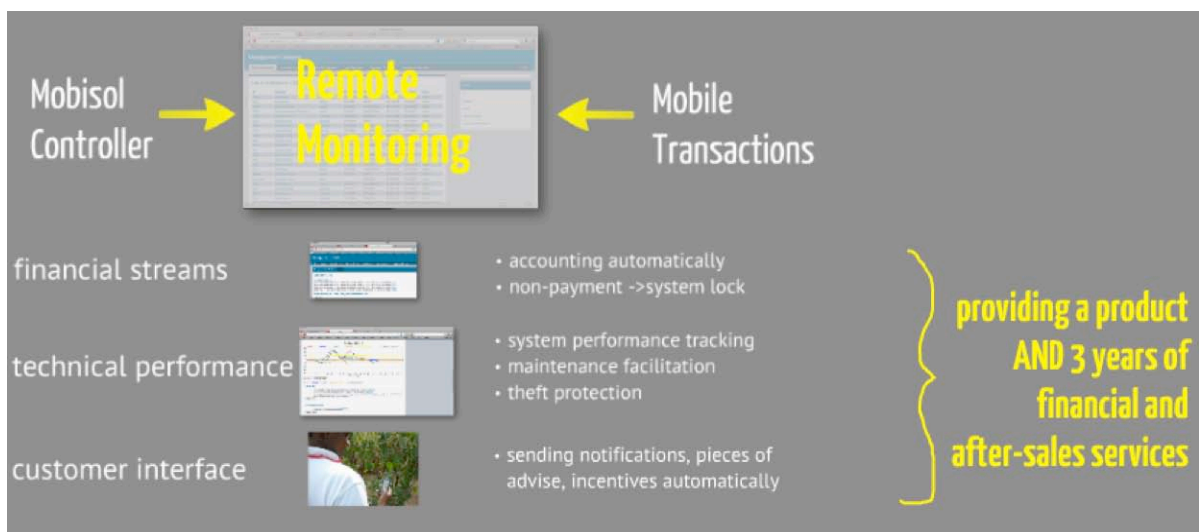 Mobisol
Controller
Remote
Monitoring
Mobile
Transactions
financial streams
• accounting automatically
• non-payment ->system lock
technical performance
• system performance tracking
• maintenance facilitation
• theft protection
customer interface
• sending notifications, pieces of
advise, incentives automatically
providing a product
AND 3 years of
financial and
after-sales services